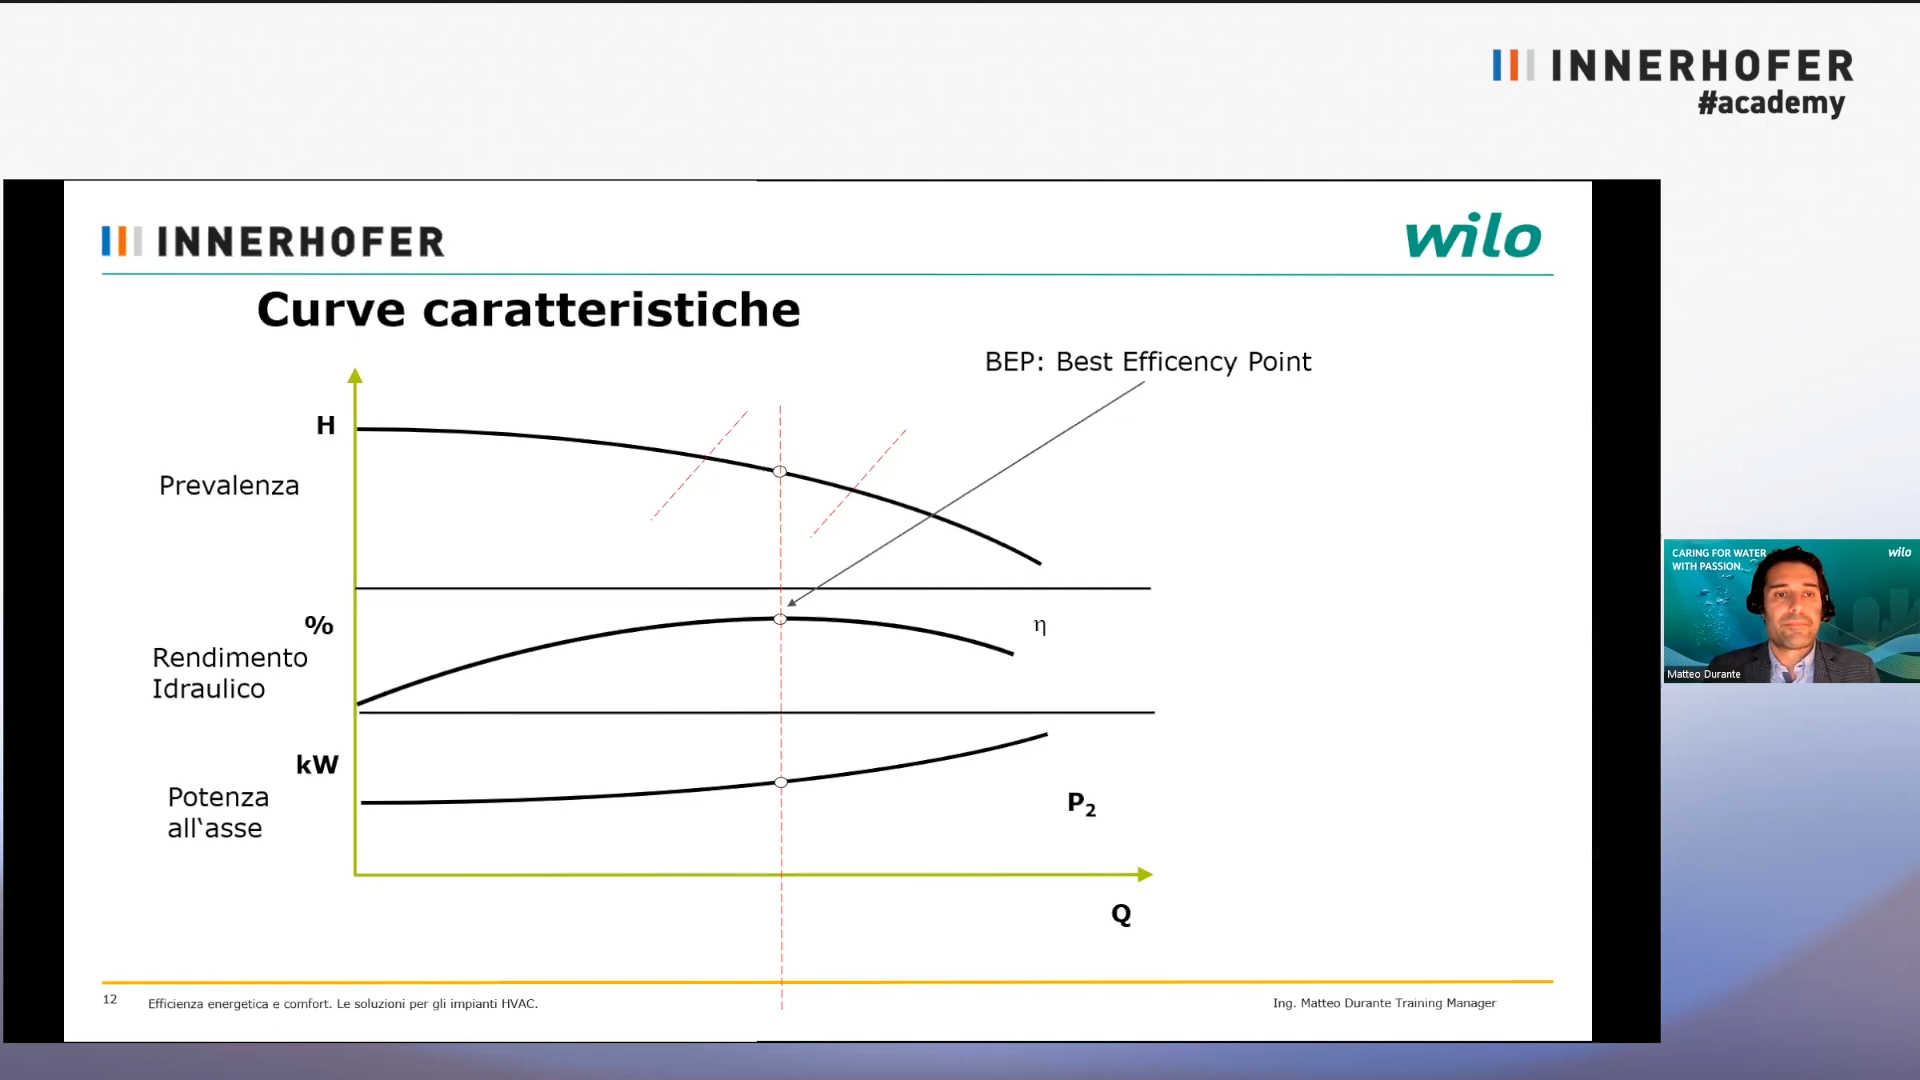 INNERHOFER
#academy
INNERHOFER
wilo
Curve caratteristiche
BEP: Best Efficency Point
H
Prevalenza
%
η
Rendimento
Idraulico
kW
Potenza
all‘asse
P2
Q
12
Efficienza energetica e comfort. Le soluzioni per gli impianti HVAC.
Ing. Matteo Durante Training Manager
CARING FOR WATER
WITH PASSION.
wilo
Matteo Durante